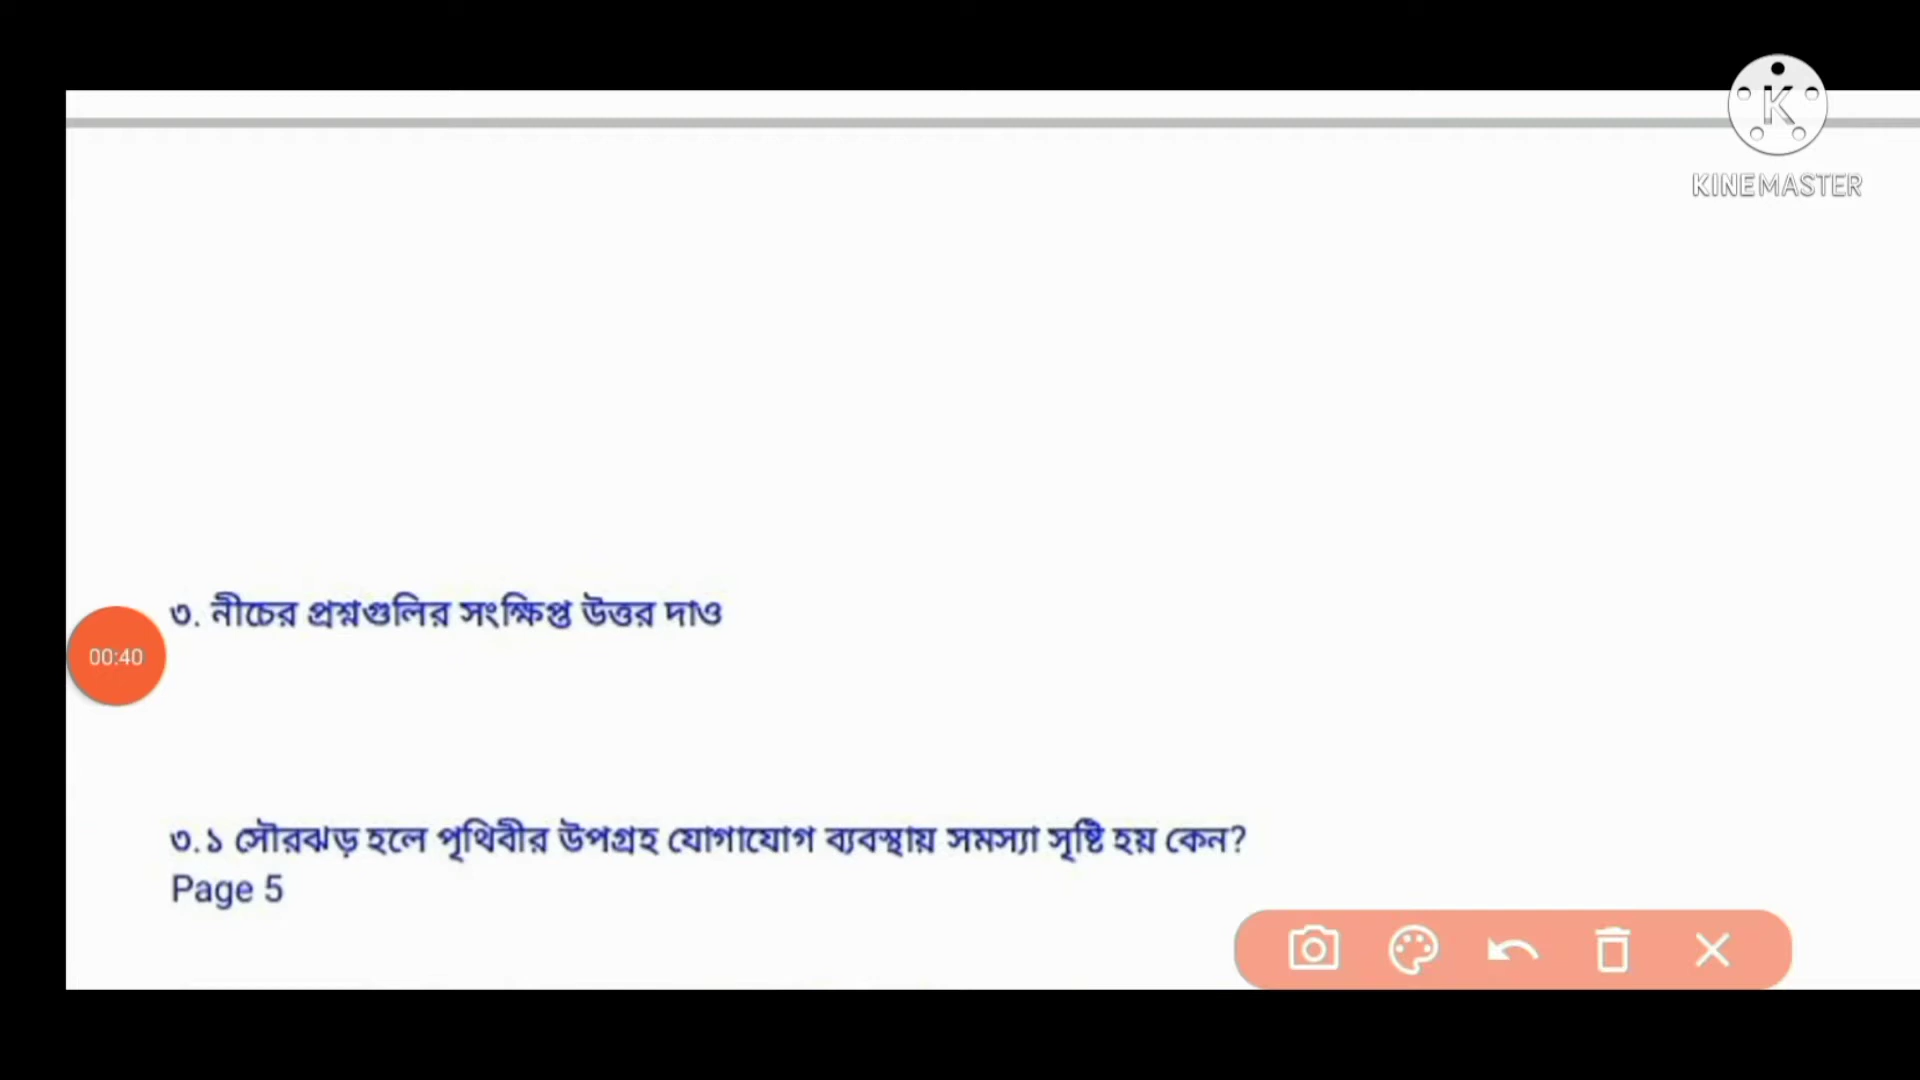 K
KINEMASTER
৩. নীচের প্রশ্নগুলির সংক্ষিপ্ত উত্তর দাও
00:40
৩.১ সৌরঝড় হলে পৃথিবীর উপগ্রহ যোগাযোগ ব্যবস্থায় সমস্যা সৃষ্টি হয় কেন?
Page 5